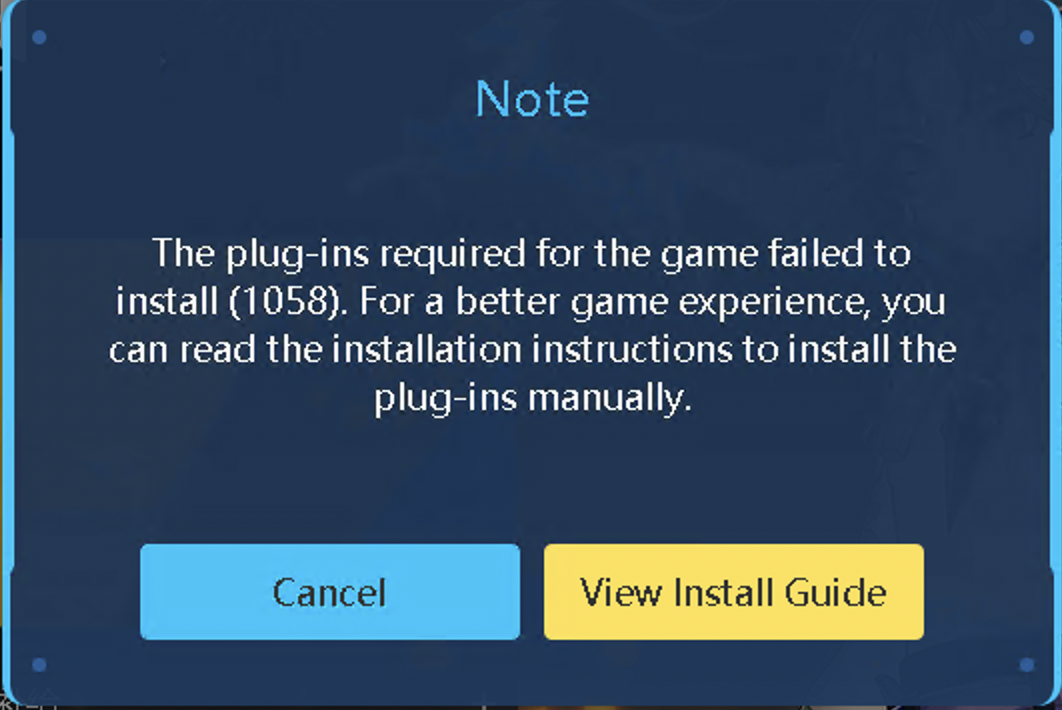 Note
The plug-ins required for the game failed to
install (1058). For a better game experience, you
can read the installation instructions to install the
plug-ins manually.
Cancel
View Install Guide